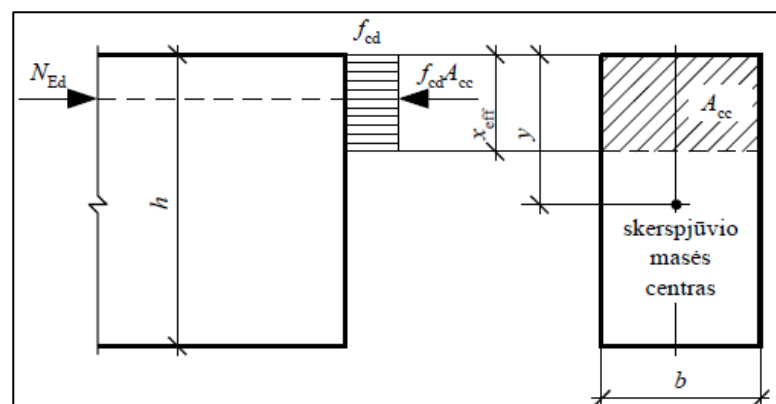 f_cd
N_Ed
f_cd A_cc
h
x_eff
y
A_cc
skerspjūvio
masės
centras
b